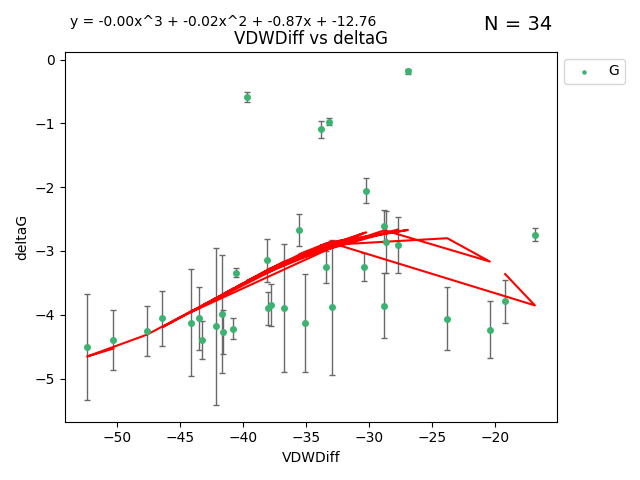 y = -0.00x^3 + -0.02x^2 + -0.87x + -12.76
N = 34
VDWDiff vs deltaG
G
deltaG
0
−1
−2
−3
−4
−5
−50 −45 −40 −35 −30 −25 −20
VDWDiff